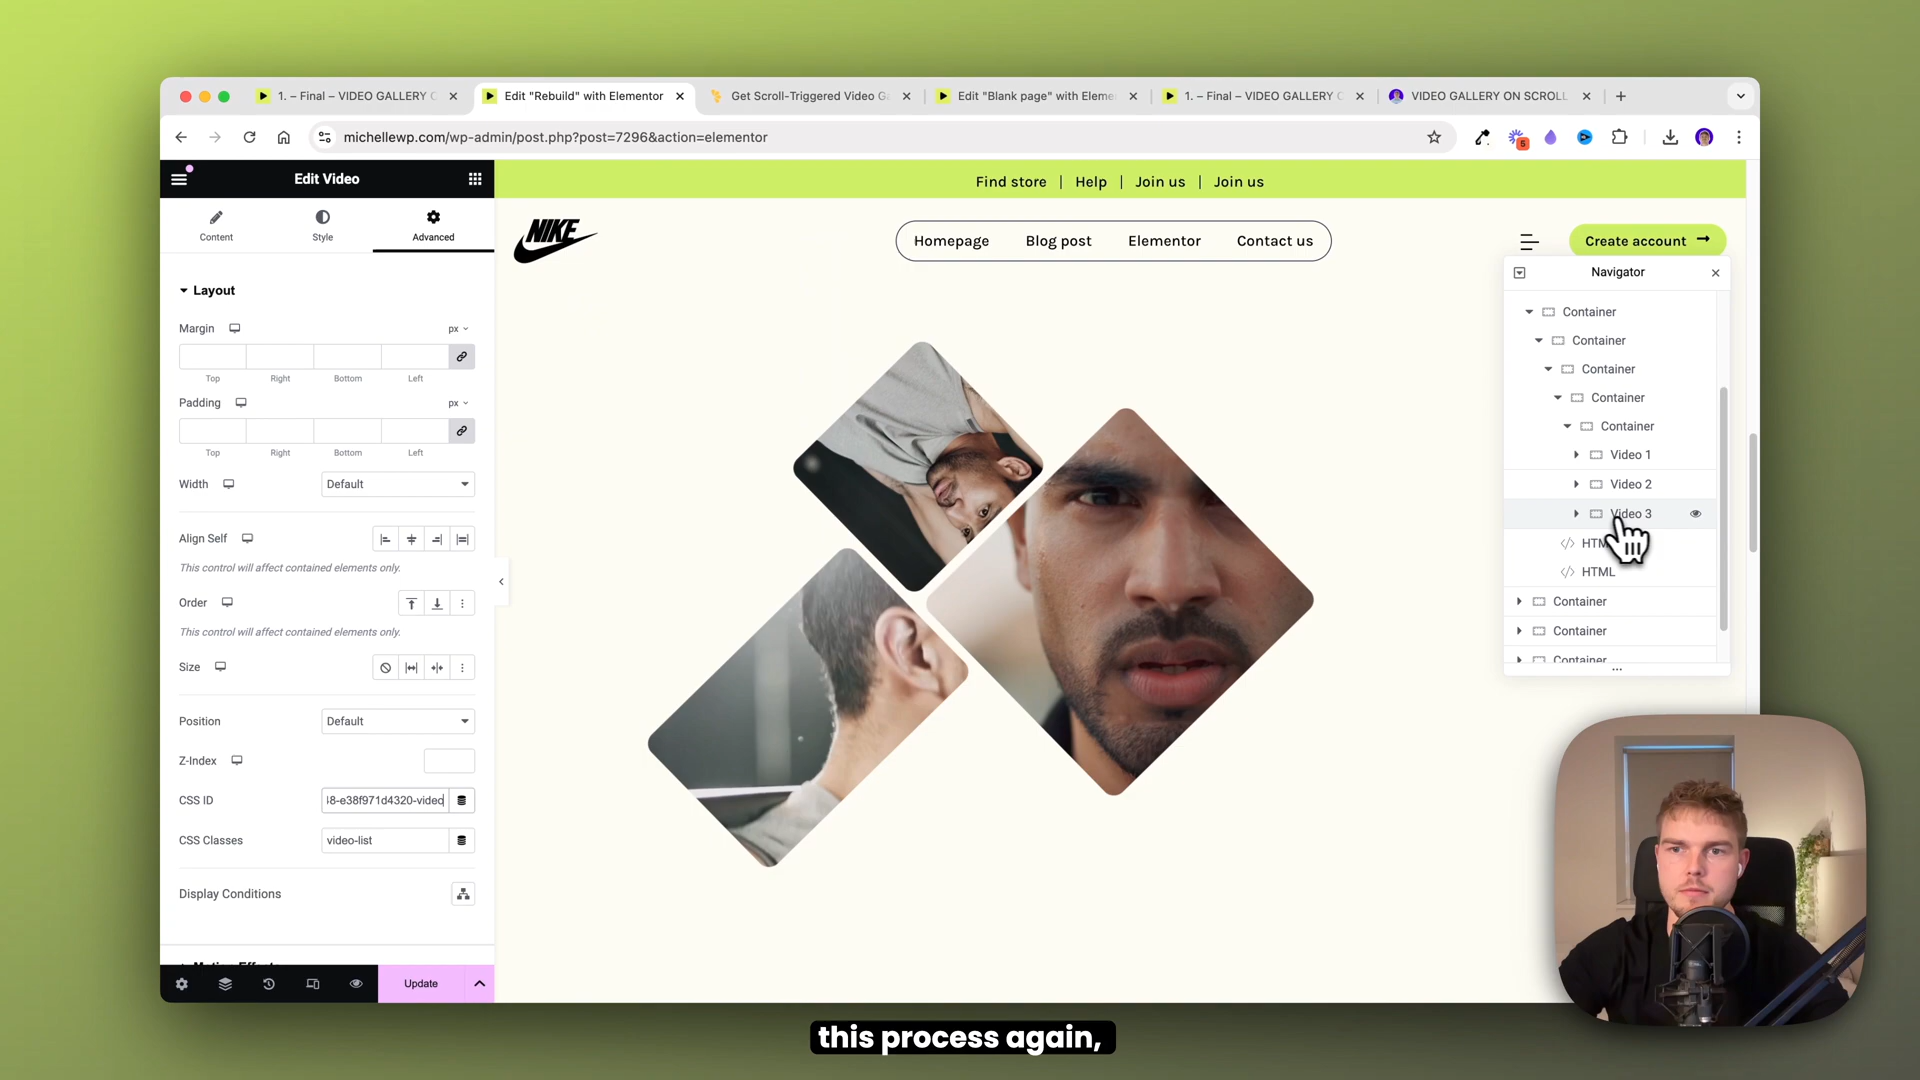 1. – Final – VIDEO GALLERY
Edit "Rebuild" with Elementor
Get Scroll-Triggered Video
Edit "Blank page" with
1. – Final – VIDEO GALLERY
VIDEO GALLERY ON SCROLL
michellewp.com/wp-admin/post.php?post=7296&action=elementor
5
Edit Video
Content
Style
Advanced
Layout
Margin
px
Top
Right
Bottom
Left
Padding
px
Top
Right
Bottom
Left
Width
Default
Align Self
This control will affect contained elements only.
Order
This control will affect contained elements only.
Size
Position
Default
Z-Index
CSS ID
8-e38f971d4320-video
CSS Classes
video-list
Display Conditions
Motion Effects
Update
Find store | Help | Join us | Join us
NIKE
Homepage
Blog post
Elementor
Contact us
Create account
Navigator
Container
Container
Container
Container
Container
Video 1
Video 2
Video 3
HTM
HTML
Container
Container
Container
this process again,